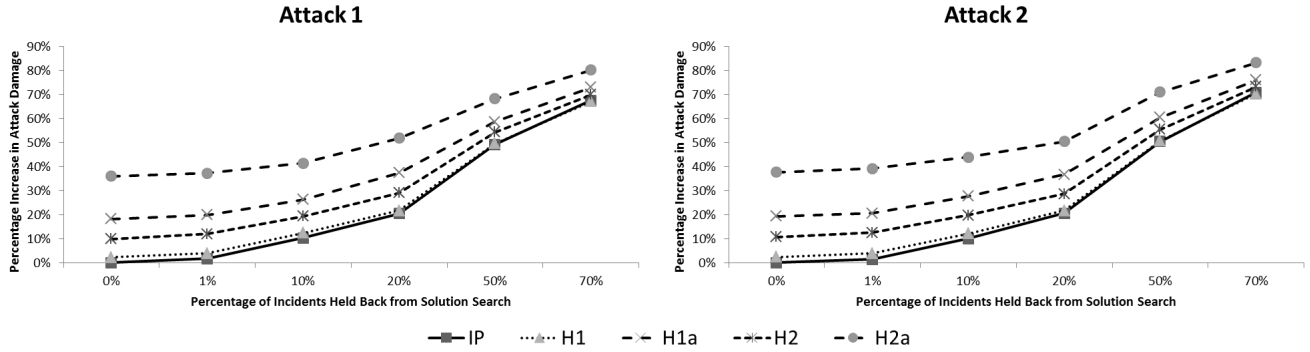 Attack 1
Percentage Increase in Attack Damage
90%
80%
70%
60%
50%
40%
30%
20%
10%
0%
0% 1% 10% 20% 50% 70%
Percentage of Incidents Held Back from Solution Search
Attack 2
Percentage Increase in Attack Damage
90%
80%
70%
60%
50%
40%
30%
20%
10%
0%
0% 1% 10% 20% 50% 70%
Percentage of Incidents Held Back from Solution Search
IP H1 H1a H2 H2a